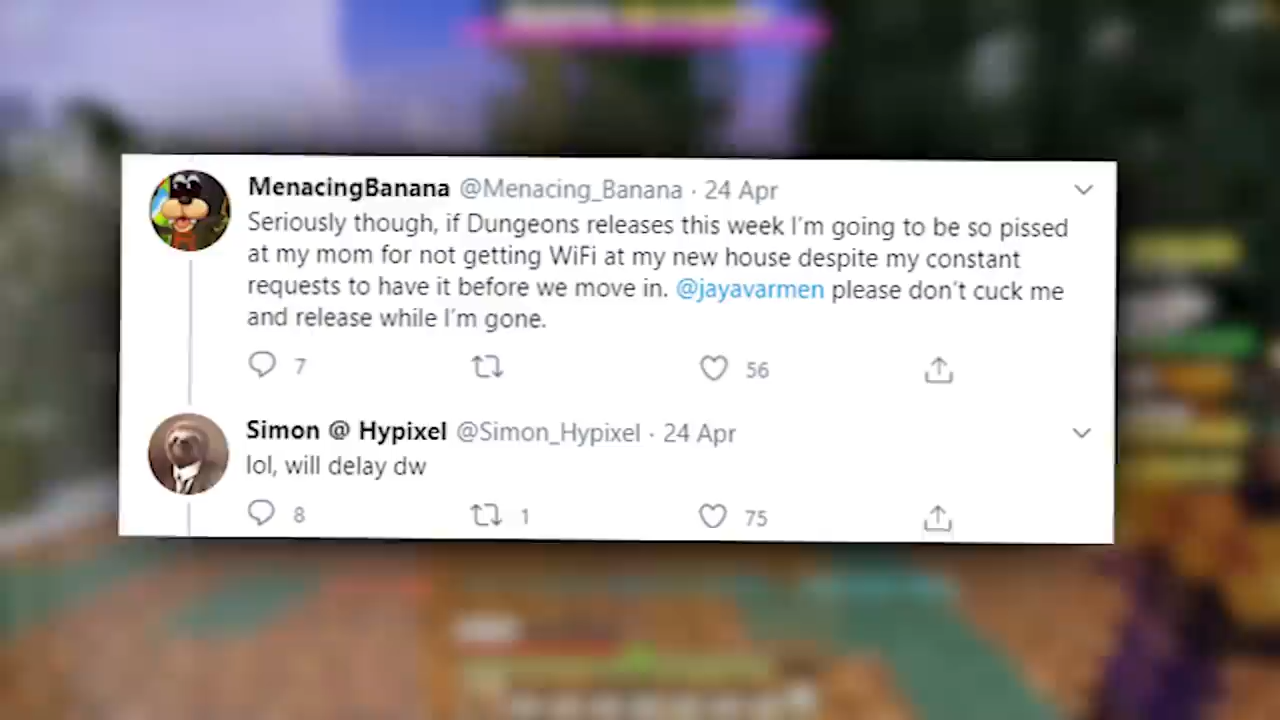 MenacingBanana @Menacing_Banana · 24 Apr
Seriously though, if Dungeons releases this week I'm going to be so pissed
at my mom for not getting WiFi at my new house despite my constant
requests to have it before we move in. @jayavarmen please don't cuck me
and release while I'm gone.
7 56
Simon @ Hypixel @Simon_Hypixel · 24 Apr
lol, will delay dw
8 1 75